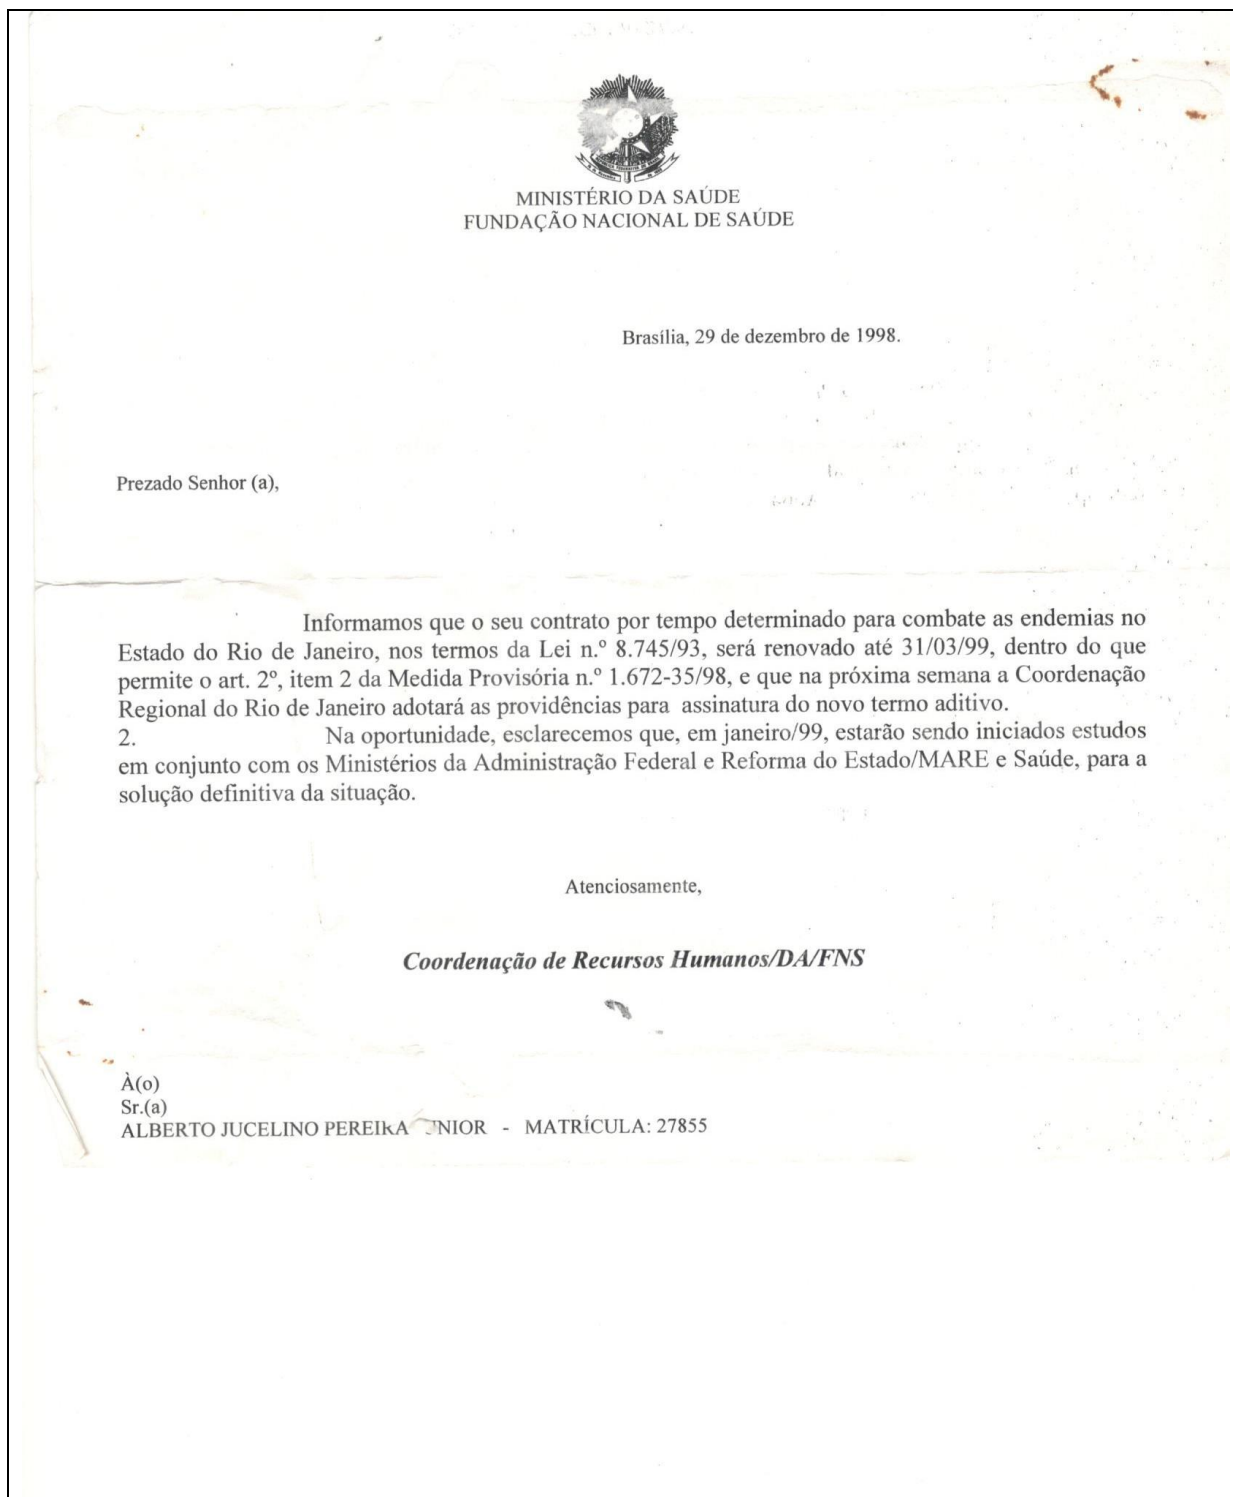 MINISTÉRIO DA SAÚDE
FUNDAÇÃO NACIONAL DE SAÚDE
Brasília, 29 de dezembro de 1998.
Prezado Senhor (a),
Informamos que o seu contrato por tempo determinado para combate as endemias no
Estado do Rio de Janeiro, nos termos da Lei n.º 8.745/93, será renovado até 31/03/99, dentro do que
permite o art. 2º, item 2 da Medida Provisória n.º 1.672-35/98, e que na próxima semana a Coordenação
Regional do Rio de Janeiro adotará as providências para assinatura do novo termo aditivo.
2. Na oportunidade, esclarecemos que, em janeiro/99, estarão sendo iniciados estudos
em conjunto com os Ministérios da Administração Federal e Reforma do Estado/MARE e Saúde, para a
solução definitiva da situação.
Atenciosamente,
Coordenação de Recursos Humanos/DA/FNS
À(o)
Sr.(a)
ALBERTO JUCELINO PEREIRA - MATRÍCULA: 27855